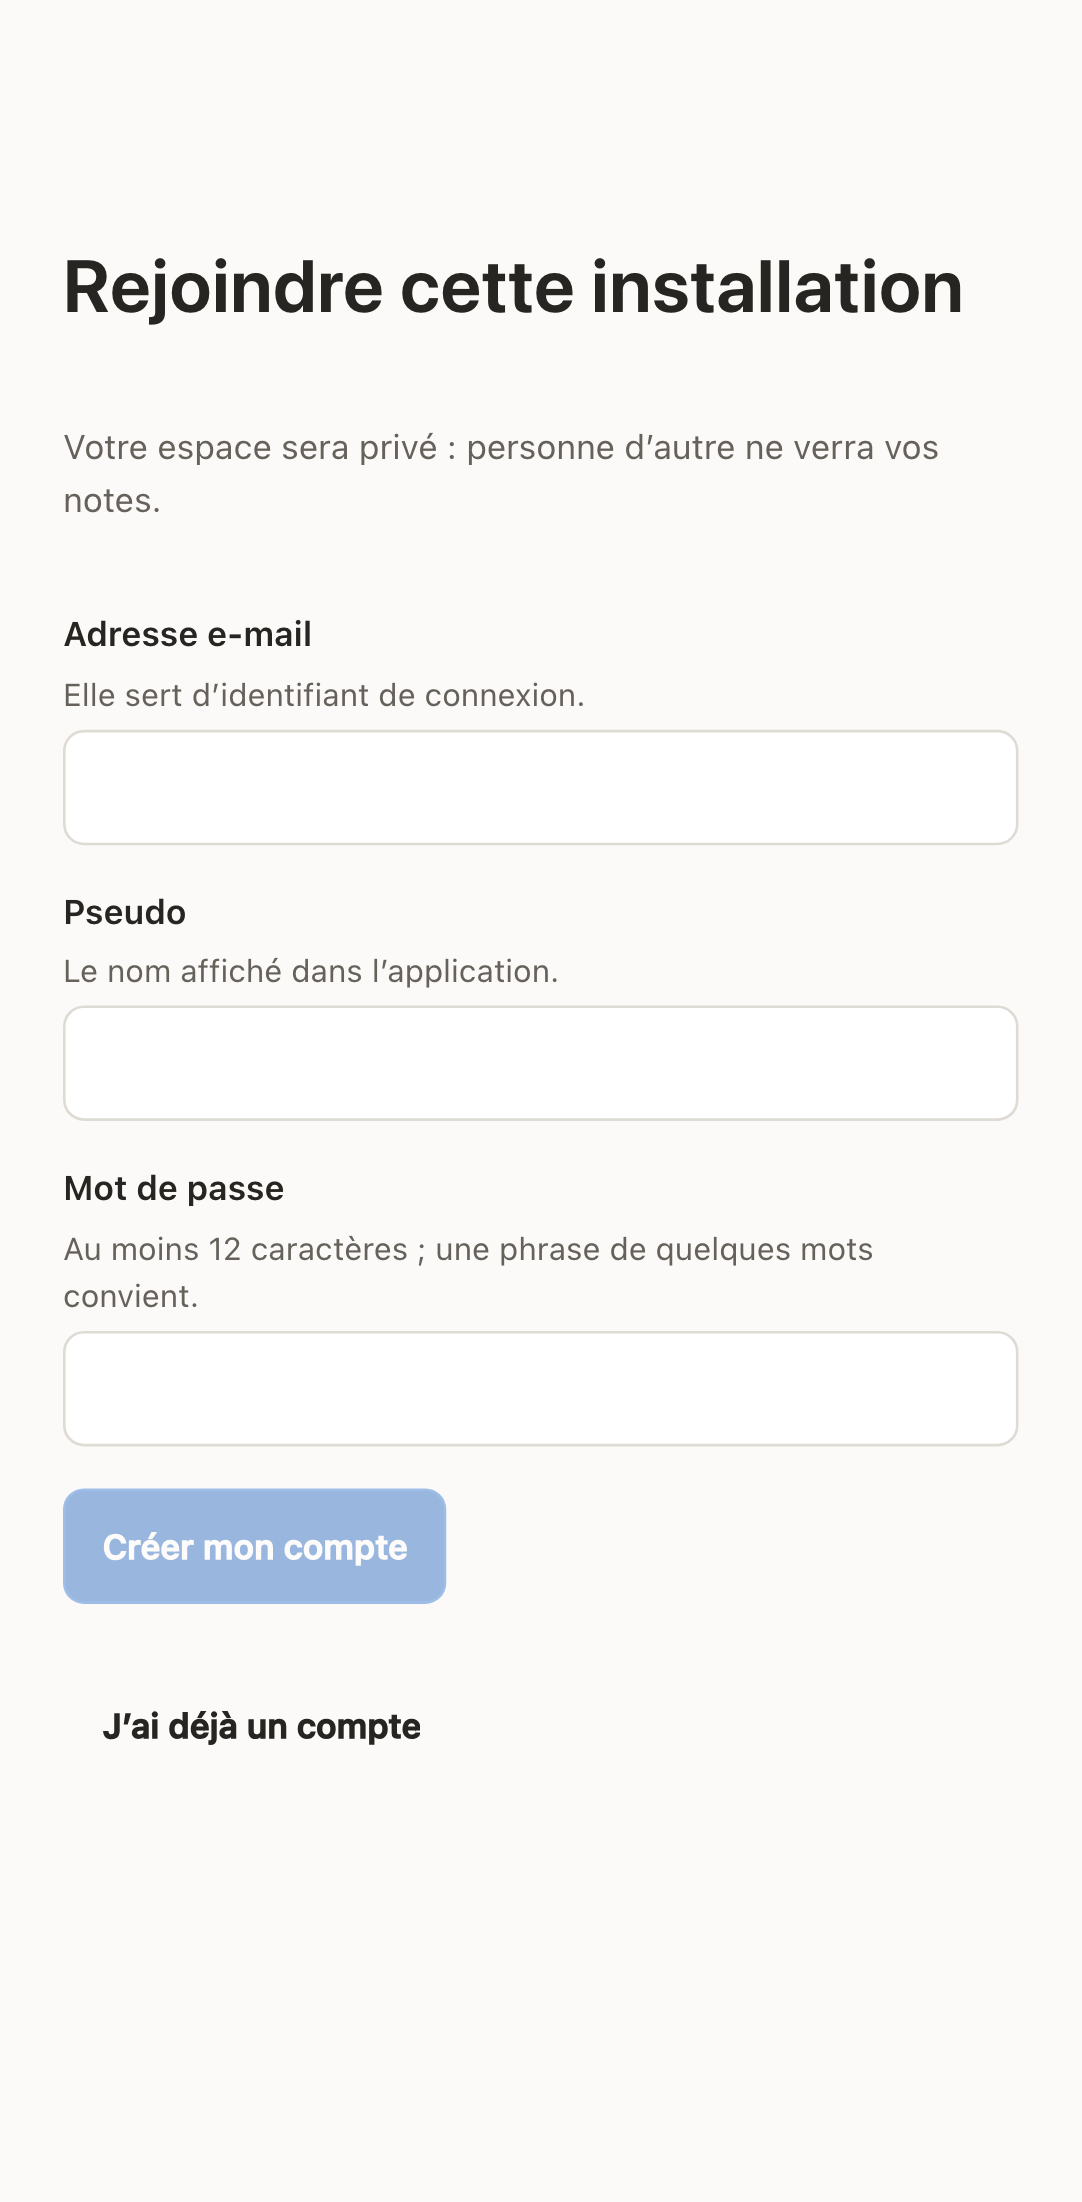 Rejoindre cette installation
Votre espace sera privé : personne d’autre ne verra vos
notes.
Adresse e-mail
Elle sert d’identifiant de connexion.
Pseudo
Le nom affiché dans l’application.
Mot de passe
Au moins 12 caractères ; une phrase de quelques mots
convient.
Créer mon compte
J’ai déjà un compte